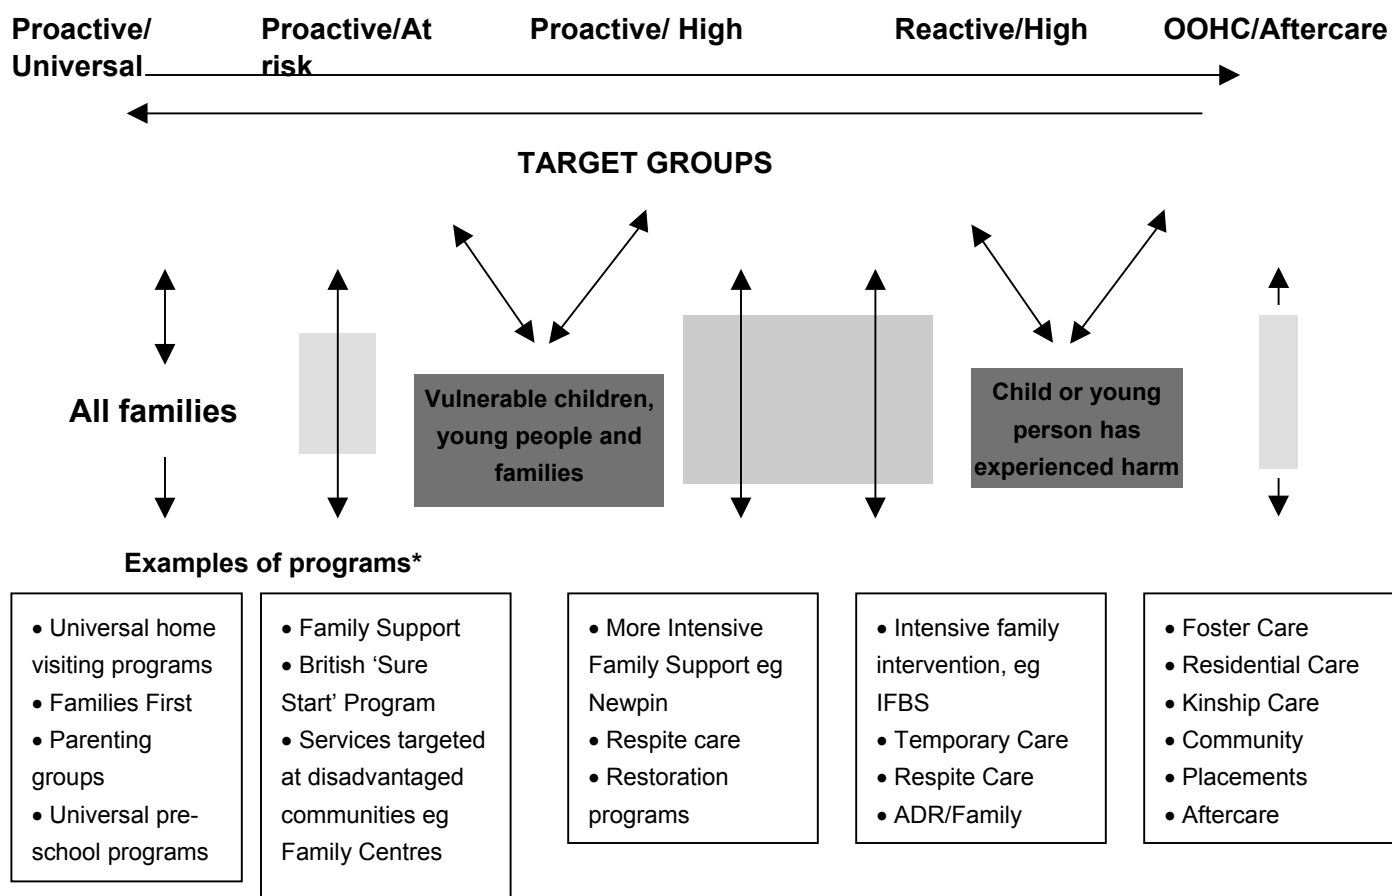 Proactive/
Universal
Proactive/At
risk
Proactive/ High
Reactive/High
OOHC/Aftercare
TARGET GROUPS
All families
Vulnerable children,
young people and
families
Child or young
person has
experienced harm
Examples of programs*
• Universal home
visiting programs
• Families First
• Parenting
groups
• Universal pre-
school programs
• Family Support
• British ‘Sure
Start’ Program
• Services targeted
at disadvantaged
communities eg
Family Centres
• More Intensive
Family Support eg
Newpin
• Respite care
• Restoration
programs
• Intensive family
intervention, eg
IFBS
• Temporary Care
• Respite Care
• ADR/Family
• Foster Care
• Residential Care
• Kinship Care
• Community
• Placements
• Aftercare